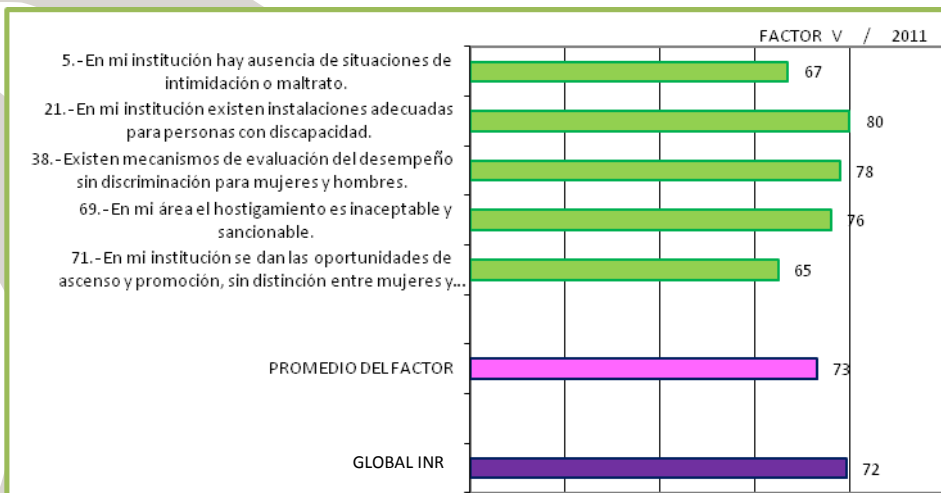 FACTOR V / 2011
5.-En mi institución hay ausencia de situaciones de
intimidación o maltrato.
67
21.-En mi institución existen instalaciones adecuadas
para personas con discapacidad.
80
38.-Existen mecanismos de evaluación del desempeño
sin discriminación para mujeres y hombres.
78
69.-En mi área el hostigamiento es inaceptable y
sancionable.
76
71.-En mi institución se dan las oportunidades de
ascenso y promoción, sin distinción entre mujeres y...
65
PROMEDIO DEL FACTOR
73
GLOBAL INR
72